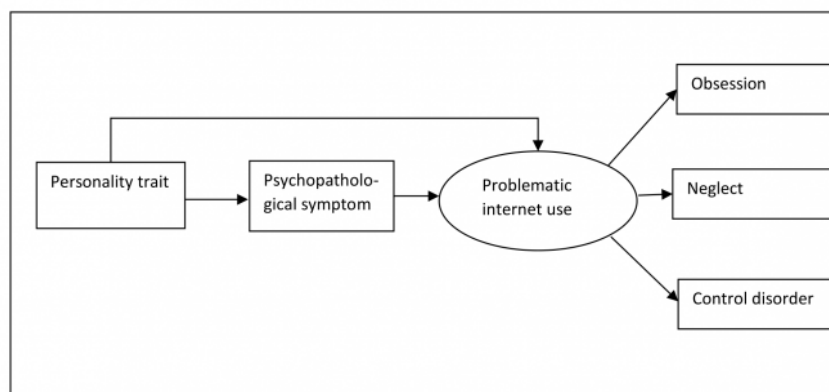 Personality trait
Psychopatholo-
gical symptom
Problematic
internet use
Obsession
Neglect
Control disorder